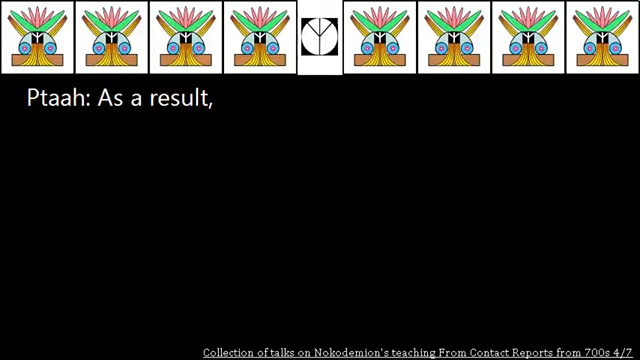 Ptaah: As a result,
Collection of talks on Nokodemion's teaching From Contact Reports from 700s 4/7